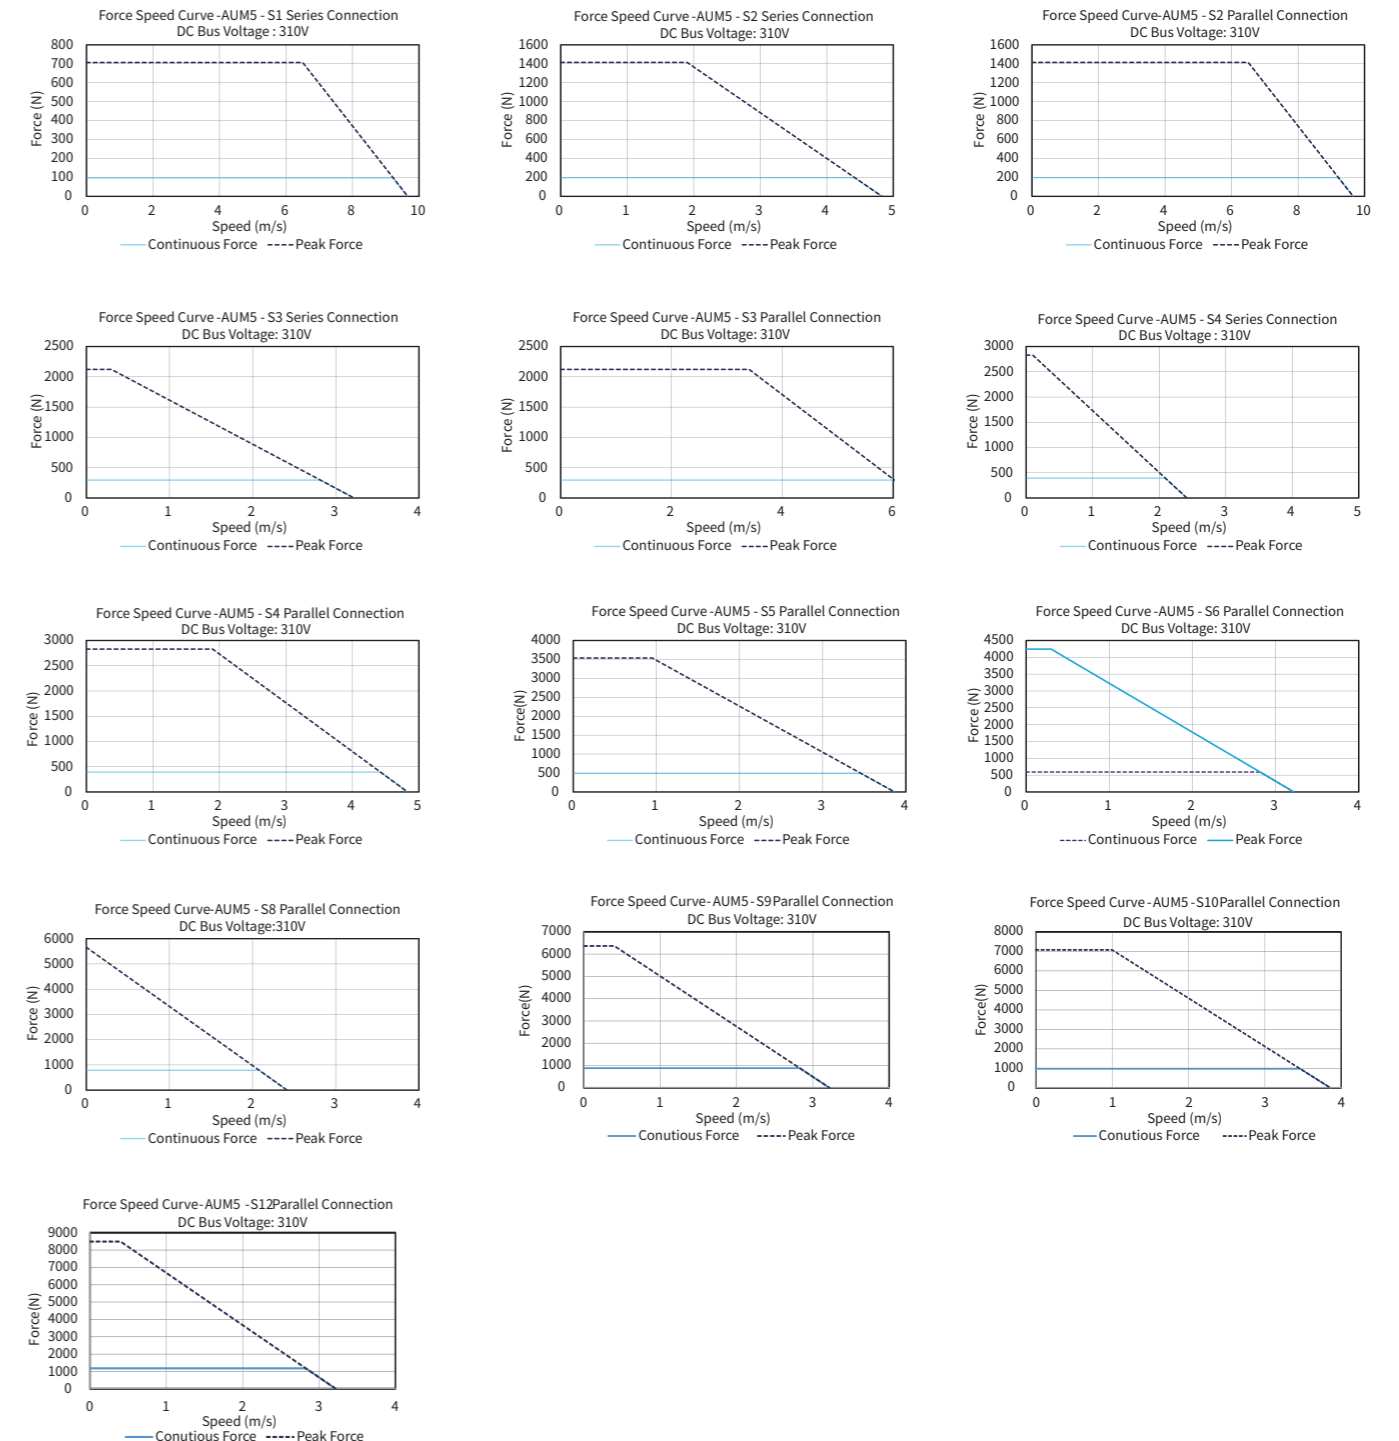 Force Speed Curve -AUM5 - S1 Series Connection
DC Bus Voltage : 310V
800
700
600
500
400
300
200
100
0
Force (N)
0 2 4 6 8 10
Speed (m/s)
Continuous Force Peak Force
Force Speed Curve -AUM5 - S2 Series Connection
DC Bus Voltage: 310V
1600
1400
1200
1000
800
600
400
200
0
Force (N)
0 1 2 3 4 5
Speed (m/s)
Continuous Force Peak Force
Force Speed Curve-AUM5 - S2 Parallel Connection
DC Bus Voltage: 310V
1600
1400
1200
1000
800
600
400
200
0
Force (N)
0 2 4 6 8 10
Speed (m/s)
Continuous Force Peak Force
Force Speed Curve -AUM5 - S3 Series Connection
DC Bus Voltage: 310V
2500
2000
1500
1000
500
0
Force (N)
0 1 2 3 4
Speed (m/s)
Continuous Force Peak Force
Force Speed Curve -AUM5 - S3 Parallel Connection
DC Bus Voltage: 310V
2500
2000
1500
1000
500
0
Force (N)
0 2 4 6
Speed (m/s)
Continuous Force Peak Force
Force Speed Curve -AUM5 - S4 Series Connection
DC Bus Voltage : 310V
3000
2500
2000
1500
1000
500
0
Force (N)
0 1 2 3 4 5
Speed (m/s)
Continuous Force Peak Force
Force Speed Curve -AUM5 - S4 Parallel Connection
DC Bus Voltage: 310V
3000
2500
2000
1500
1000
500
0
Force (N)
0 1 2 3 4 5
Speed (m/s)
Continuous Force Peak Force
Force Speed Curve -AUM5 - S5 Parallel Connection
DC Bus Voltage: 310V
4000
3500
3000
2500
2000
1500
1000
500
0
Force(N)
0 1 2 3 4
Speed (m/s)
Continuous Force Peak Force
Force Speed Curve -AUM5 - S6 Parallel Connection
DC Bus Voltage: 310V
4500
4000
3500
3000
2500
2000
1500
1000
500
0
Force (N)
0 1 2 3 4
Speed (m/s)
Continuous Force Peak Force
Force Speed Curve-AUM5 - S8 Parallel Connection
DC Bus Voltage:310V
6000
5000
4000
3000
2000
1000
0
Force (N)
0 1 2 3 4
Speed (m/s)
Continuous Force Peak Force
Force Speed Curve- AUM5 -S9Parallel Connection
DC Bus Voltage: 310V
7000
6000
5000
4000
3000
2000
1000
0
Force(N)
0 1 2 3 4
Speed (m/s)
Conutious Force Peak Force
Force Speed Curve -AUM5 -S10Parallel Connection
DC Bus Voltage: 310V
8000
7000
6000
5000
4000
3000
2000
1000
0
Force(N)
0 1 2 3 4
Speed (m/s)
Conutious Force Peak Force
Force Speed Curve-AUM5 -S12Parallel Connection
DC Bus Voltage: 310V
9000
8000
7000
6000
5000
4000
3000
2000
1000
0
Force(N)
0 1 2 3 4
Speed (m/s)
Conutious Force Peak Force